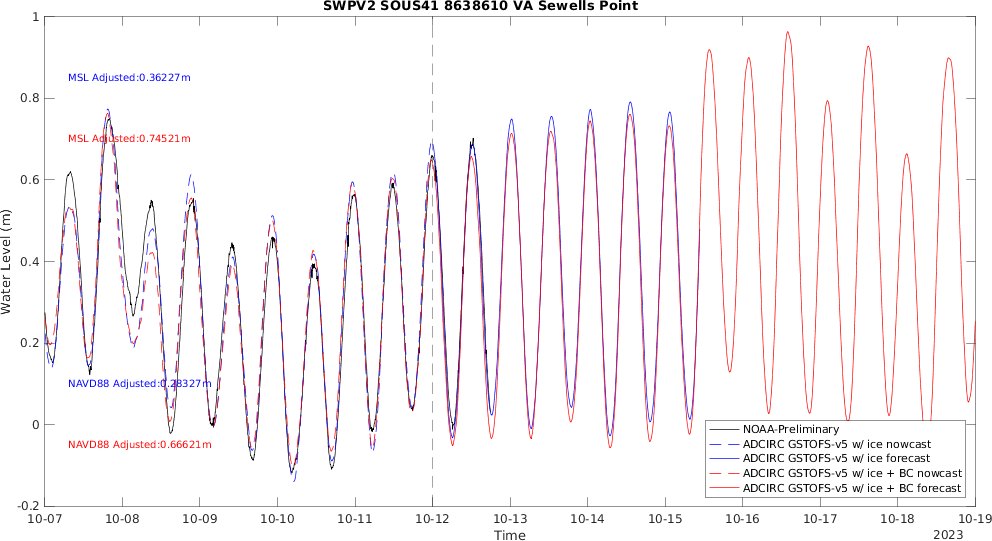 SWPV2 SOUS41 8638610 VA Sewells Point
1
0.8
0.6
0.4
0.2
0
-0.2
Water Level (m)
MSL Adjusted:0.36227m
MSL Adjusted:0.74521m
NAVD88 Adjusted:0.28327m
NAVD88 Adjusted:0.66621m
NOAA-Preliminary
ADCIRC GSTOFS-v5 w/ ice nowcast
ADCIRC GSTOFS-v5 w/ ice forecast
ADCIRC GSTOFS-v5 w/ ice + BC nowcast
ADCIRC GSTOFS-v5 w/ ice + BC forecast
10-07 10-08 10-09 10-10 10-11 10-12 10-13 10-14 10-15 10-16 10-17 10-18 10-19
Time
2023